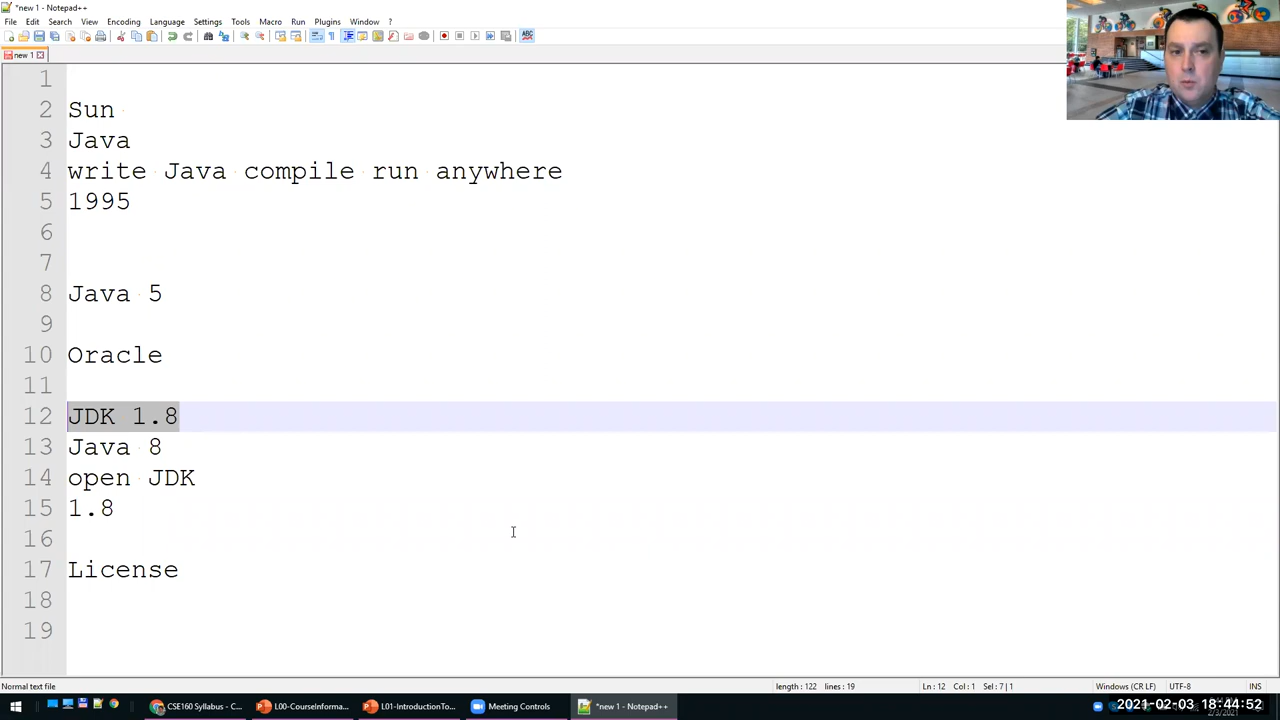 *new 1 - Notepad++
File Edit Search View Encoding Language Settings Tools Macro Run Plugins Window ?
new 1
1
2 Sun
3 Java
4 write Java compile run anywhere
5 1995
6
7
8 Java 5
9
10 Oracle
11
12 JDK 1.8
13 Java 8
14 open JDK
15 1.8
16
17 License
18
19
Normal text file length : 122 lines : 19 Ln : 12 Col : 1 Sel : 7 | 1 Windows (CR LF) UTF-8 INS
CSE160 Syllabus - C... L00-CourseInforma... L01-IntroductionTo... Meeting Controls *new 1 - Notepad++
2021-02-03 18:44:52